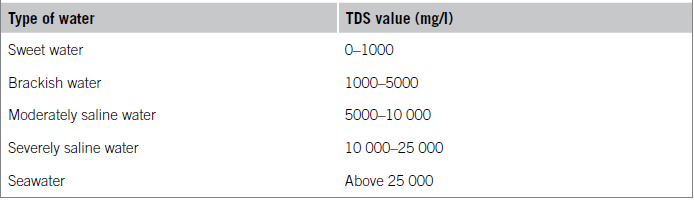 Type of water TDS value (mg/l)
Sweet water 0–1000
Brackish water 1000–5000
Moderately saline water 5000–10 000
Severely saline water 10 000–25 000
Seawater Above 25 000